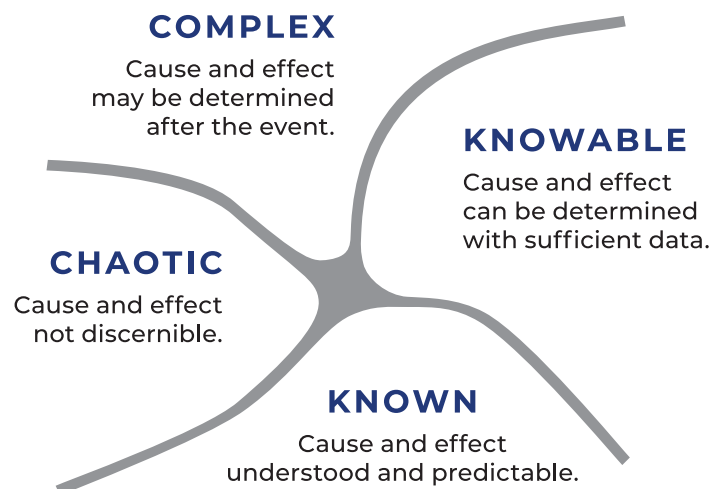 COMPLEX
Cause and effect
may be determined
after the event.
KNOWABLE
Cause and effect
can be determined
with sufficient data.
CHAOTIC
Cause and effect
not discernible.
KNOWN
Cause and effect
understood and predictable.